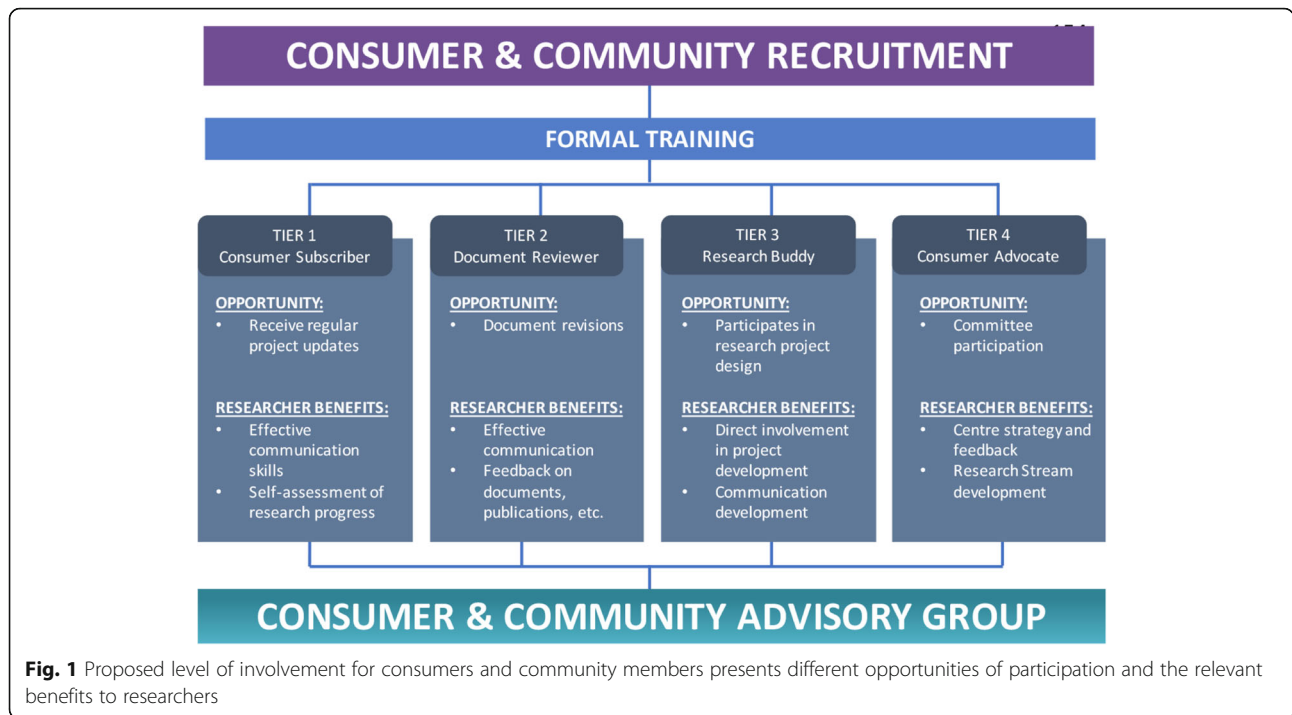 CONSUMER & COMMUNITY RECRUITMENT
FORMAL TRAINING
TIER 1
Consumer Subscriber
OPPORTUNITY:
• Receive regular
project updates
RESEARCHER BENEFITS:
• Effective
communication
skills
• Self-assessment of
research progress
TIER 2
Document Reviewer
OPPORTUNITY:
• Document revisions
RESEARCHER BENEFITS:
• Effective
communication
• Feedback on
documents,
publications, etc.
TIER 3
Research Buddy
OPPORTUNITY:
• Participates in
research project
design
RESEARCHER BENEFITS:
• Direct involvement
in project
development
• Communication
development
TIER 4
Consumer Advocate
OPPORTUNITY:
• Committee
participation
RESEARCHER BENEFITS:
• Centre strategy and
feedback
• Research Stream
development
CONSUMER & COMMUNITY ADVISORY GROUP
Fig. 1 Proposed level of involvement for consumers and community members presents different opportunities of participation and the relevant
benefits to researchers